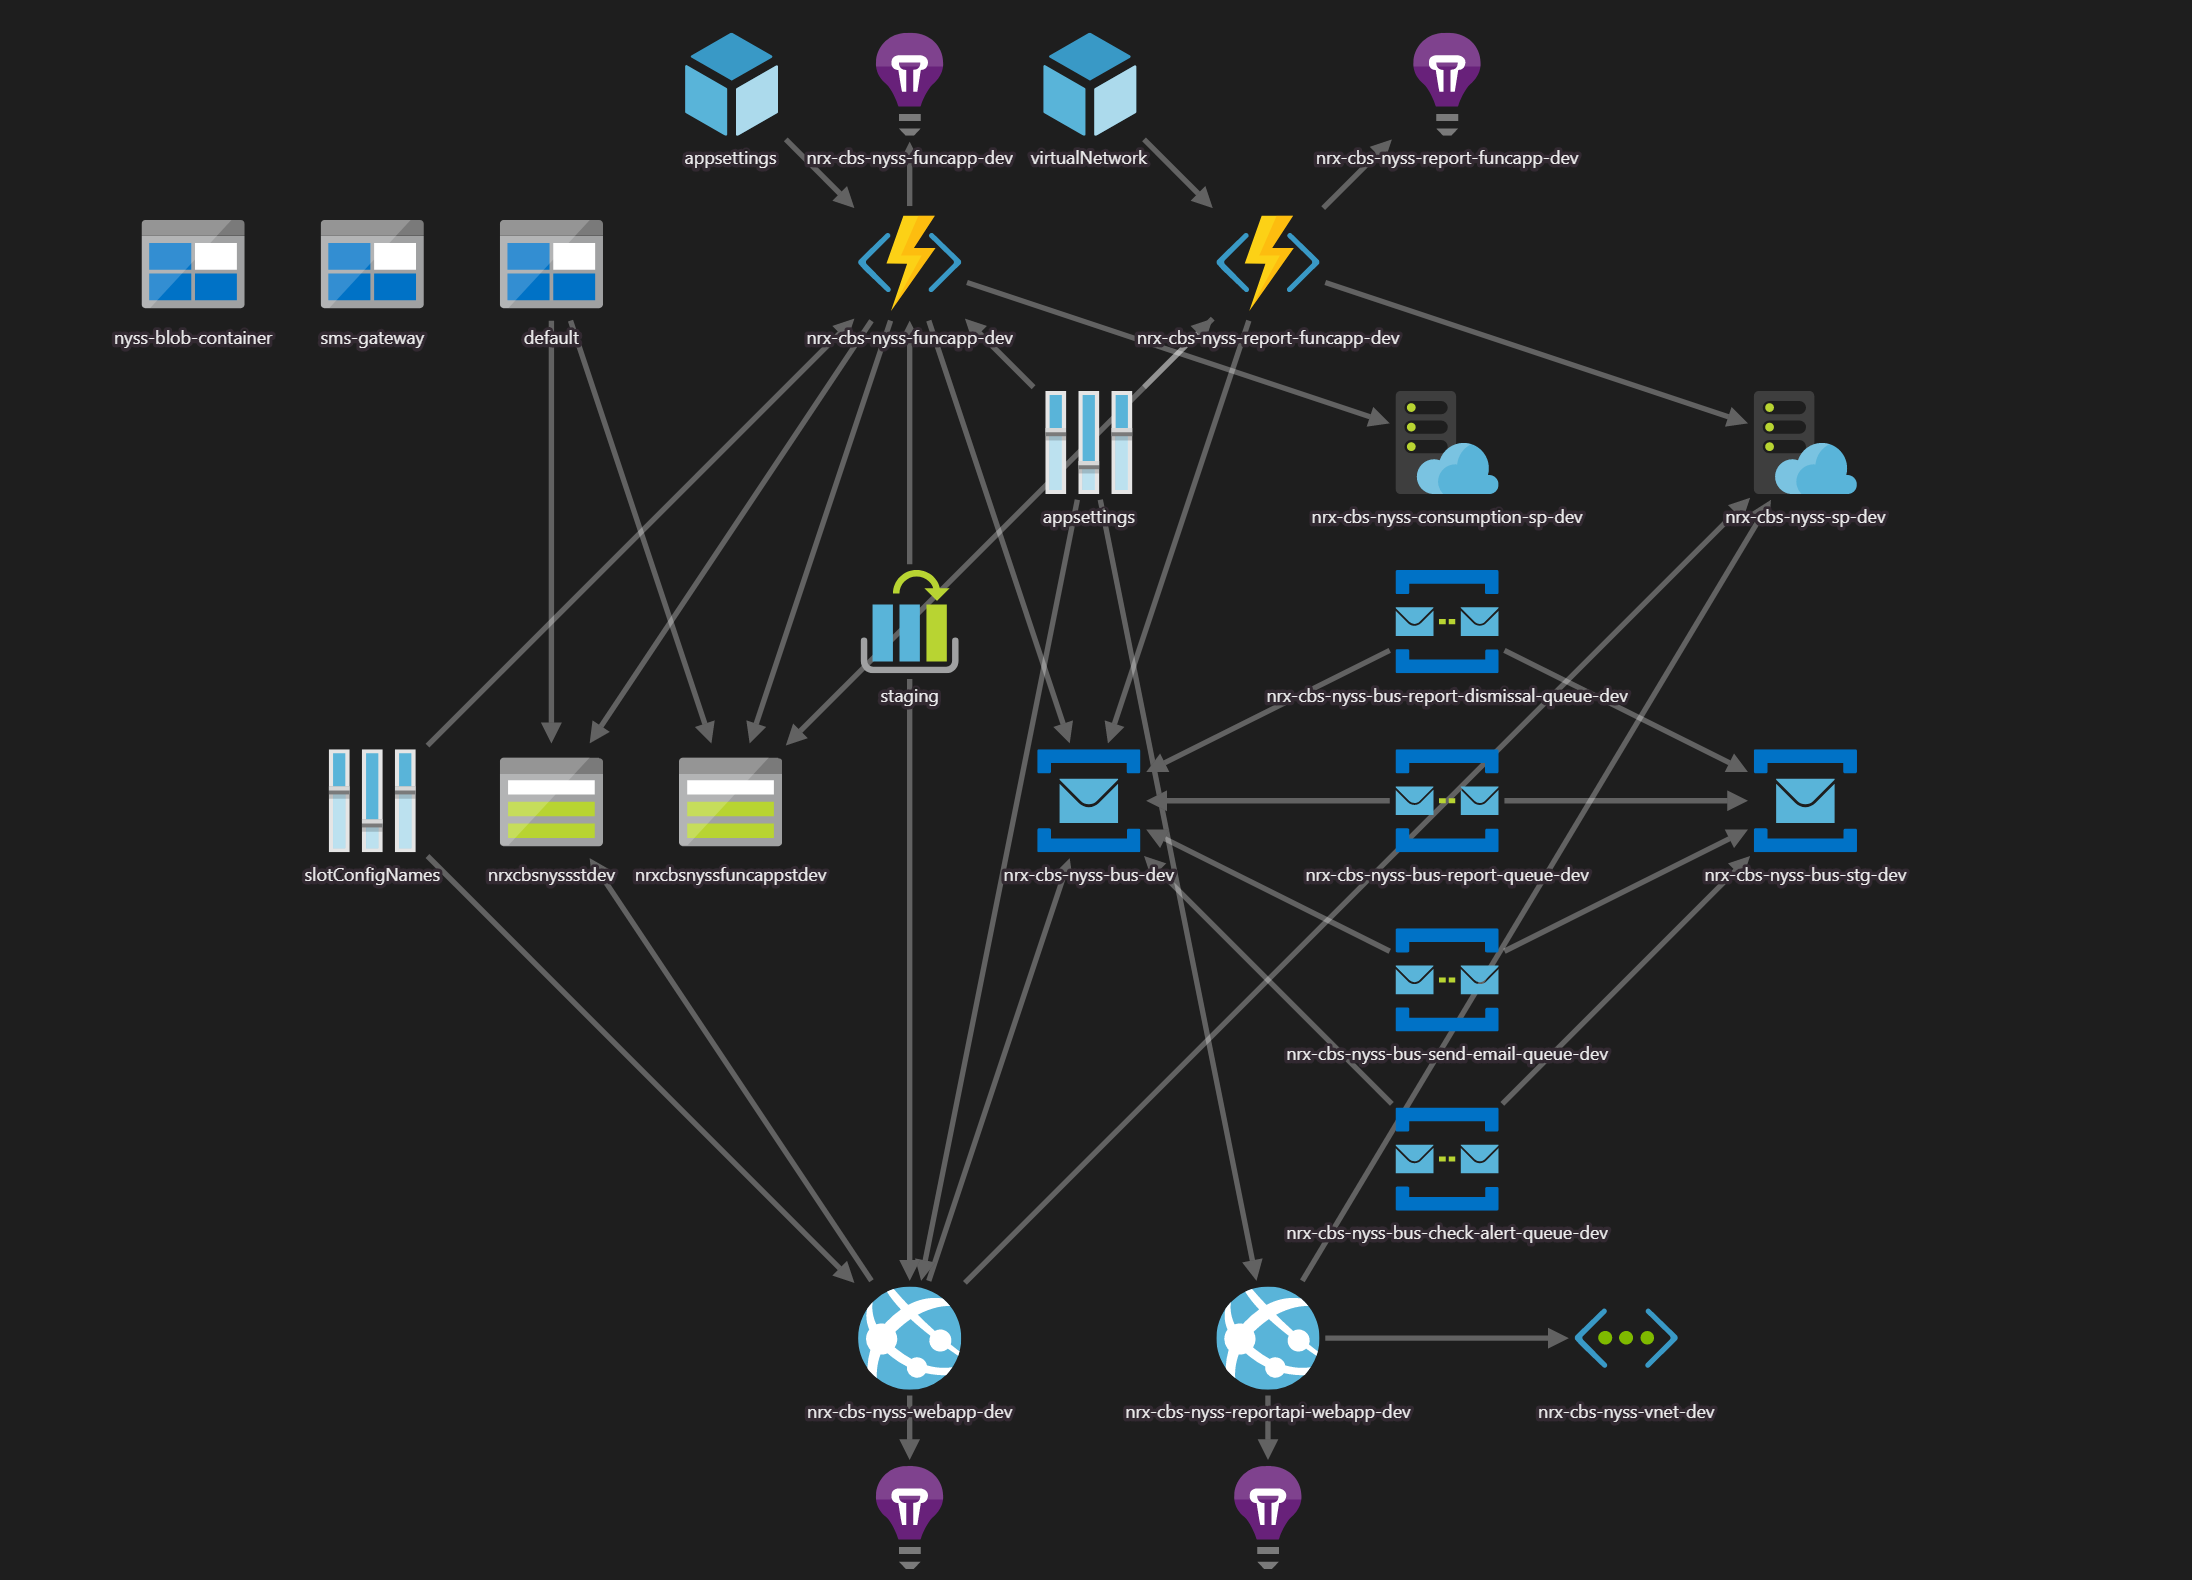 appsettings
nrx-cbs-nyss-funcapp-dev
virtualNetwork
nrx-cbs-nyss-report-funcapp-dev
nyss-blob-container
sms-gateway
default
nrx-cbs-nyss-funcapp-dev
nrx-cbs-nyss-report-funcapp-dev
appsettings
nrx-cbs-nyss-consumption-sp-dev
nrx-cbs-nyss-sp-dev
staging
nrx-cbs-nyss-bus-report-dismissal-queue-dev
slotConfigNames
nrxcbsnyssstdev
nrxcbsnyssfuncappstdev
nrx-cbs-nyss-bus-dev
nrx-cbs-nyss-bus-report-queue-dev
nrx-cbs-nyss-bus-stg-dev
nrx-cbs-nyss-bus-send-email-queue-dev
nrx-cbs-nyss-bus-check-alert-queue-dev
nrx-cbs-nyss-webapp-dev
nrx-cbs-nyss-reportapi-webapp-dev
nrx-cbs-nyss-vnet-dev